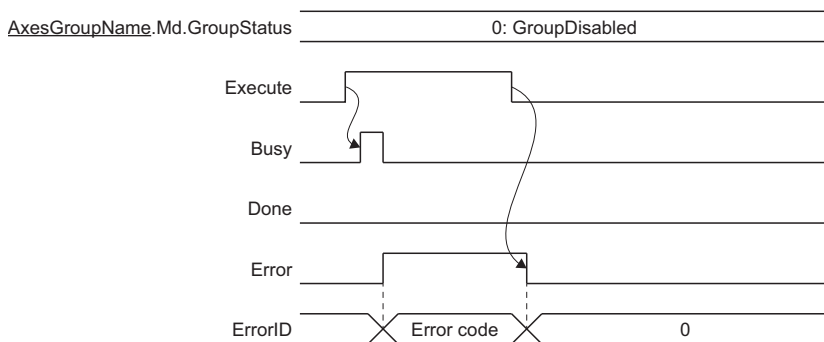 AxesGroupName.Md.GroupStatus 0: GroupDisabled
Execute
Busy
Done
Error
ErrorID Error code 0